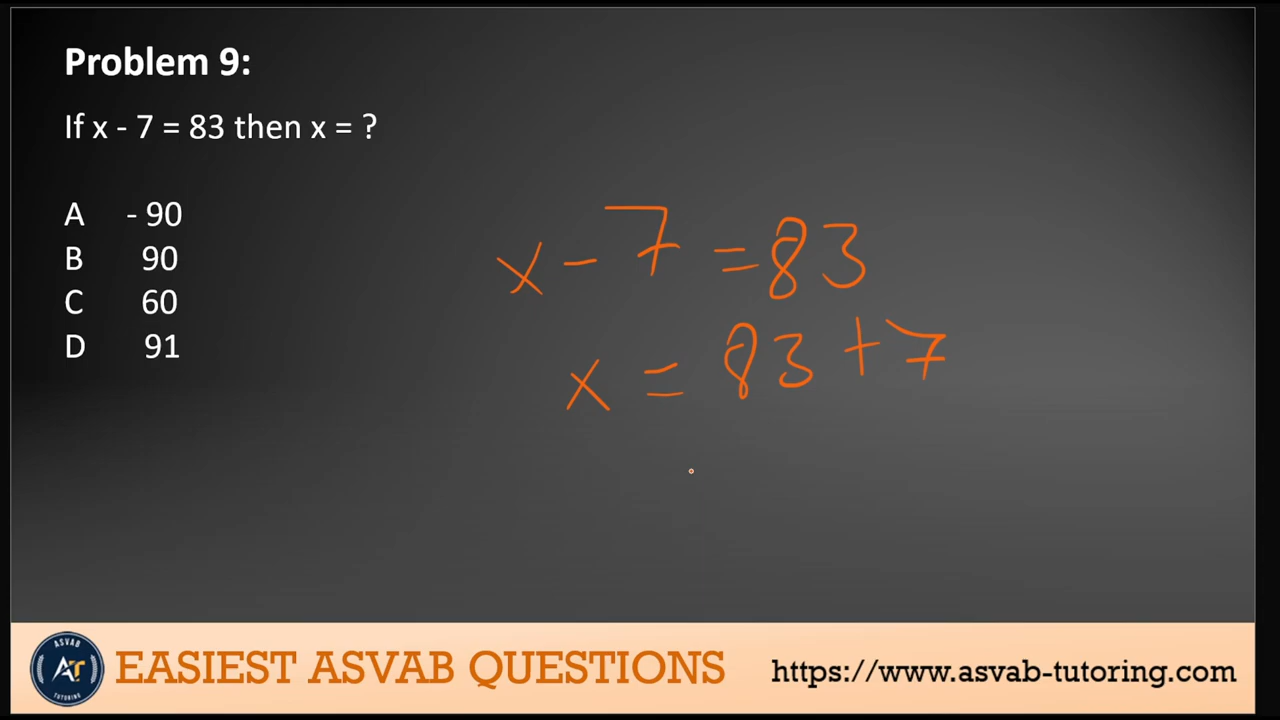 Problem 9:
If x - 7 = 83 then x = ?
A - 90
B 90
C 60
D 91
x - 7 = 83
x = 83 + 7
ASVAB
AT
TUTORING
EASIEST ASVAB QUESTIONS
https://www.asvab-tutoring.com